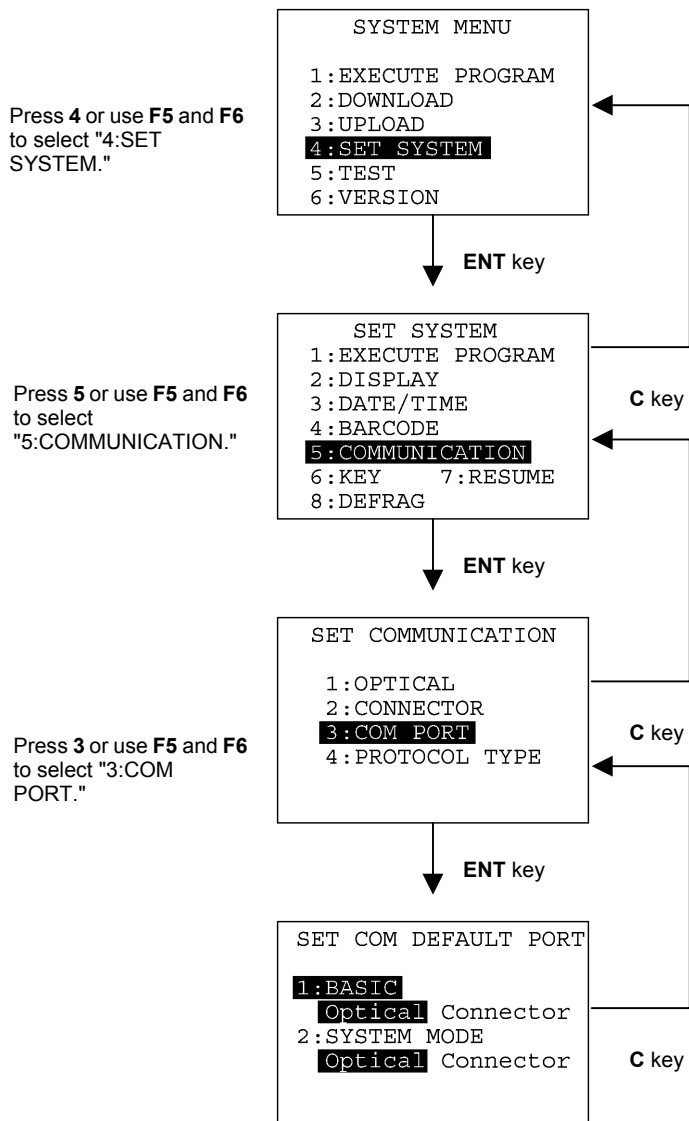 SYSTEM MENU
1:EXECUTE PROGRAM
2:DOWNLOAD
3:UPLOAD
4:SET SYSTEM
5:TEST
6:VERSION
Press 4 or use F5 and F6
to select "4:SET
SYSTEM."
ENT key
SET SYSTEM
1:EXECUTE PROGRAM
2:DISPLAY
3:DATE/TIME
4:BARCODE
5:COMMUNICATION
6:KEY 7:RESUME
8:DEFRAG
Press 5 or use F5 and F6
to select
"5:COMMUNICATION."
C key
ENT key
SET COMMUNICATION
1:OPTICAL
2:CONNECTOR
3:COM PORT
4:PROTOCOL TYPE
Press 3 or use F5 and F6
to select "3:COM
PORT."
C key
ENT key
SET COM DEFAULT PORT
1:BASIC
Optical Connector
2:SYSTEM MODE
Optical Connector
C key